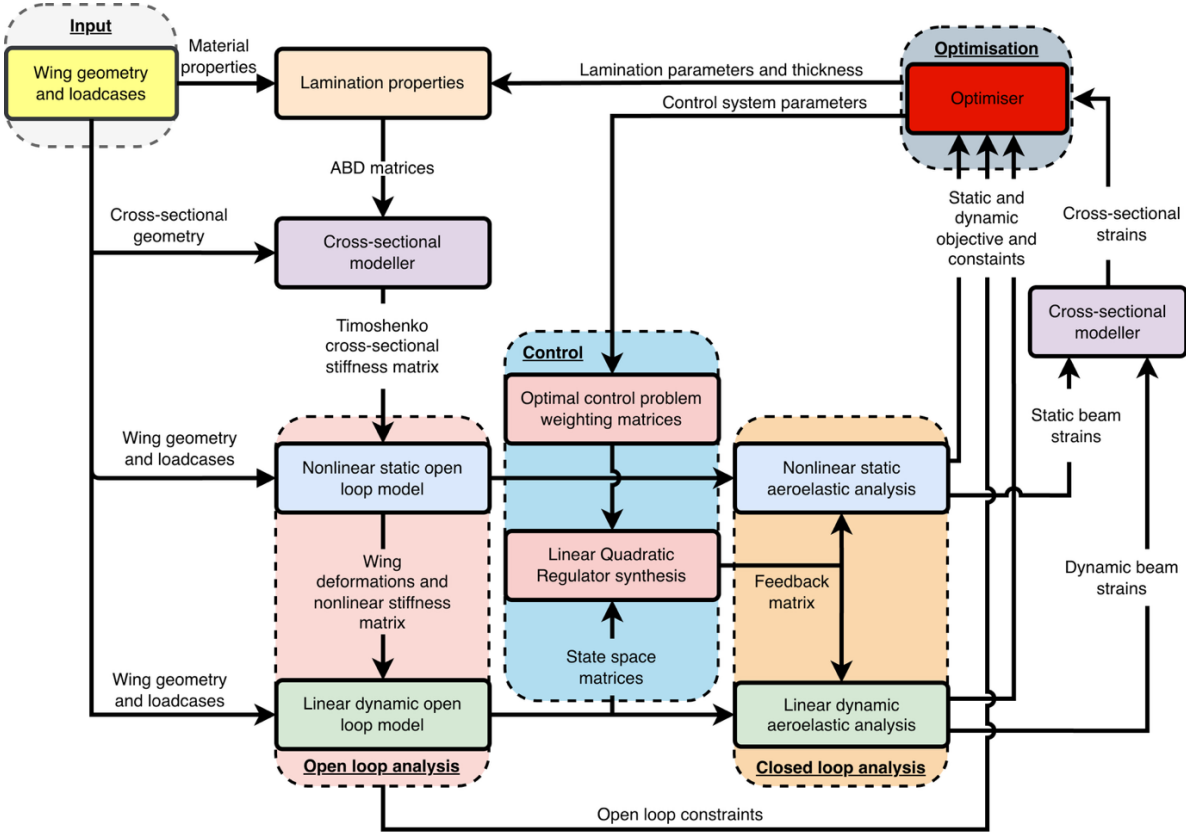 Input
Wing geometry
and loadcases
Material
properties
Lamination properties
Lamination parameters and thickness
Control system parameters
Optimisation
Optimiser
ABD matrices
Cross-sectional
geometry
Cross-sectional
modeller
Static and
dynamic
objective and
constaints
Cross-sectional
strains
Cross-sectional
modeller
Timoshenko
cross-sectional
stiffness matrix
Control
Optimal control problem
weighting matrices
Static beam
strains
Wing geometry
and loadcases
Nonlinear static open
loop model
Nonlinear static
aeroelastic analysis
Wing
deformations and
nonlinear stiffness
matrix
Linear Quadratic
Regulator synthesis
Feedback
matrix
Dynamic beam
strains
State space
matrices
Wing geometry
and loadcases
Linear dynamic open
loop model
Linear dynamic
aeroelastic analysis
Open loop analysis
Closed loop analysis
Open loop constraints